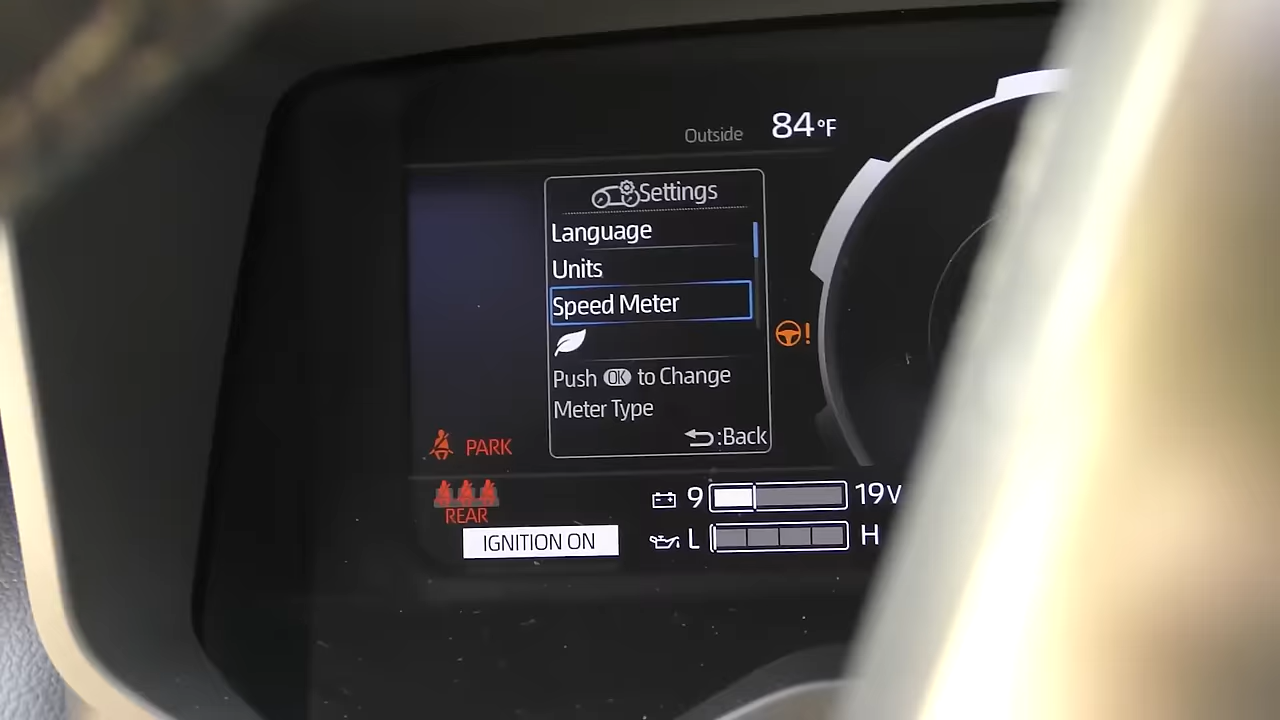 Outside 84°F
Settings
Language
Units
Speed Meter
Push OK to Change
Meter Type
:Back
PARK
REAR
9 19V
L H
IGNITION ON